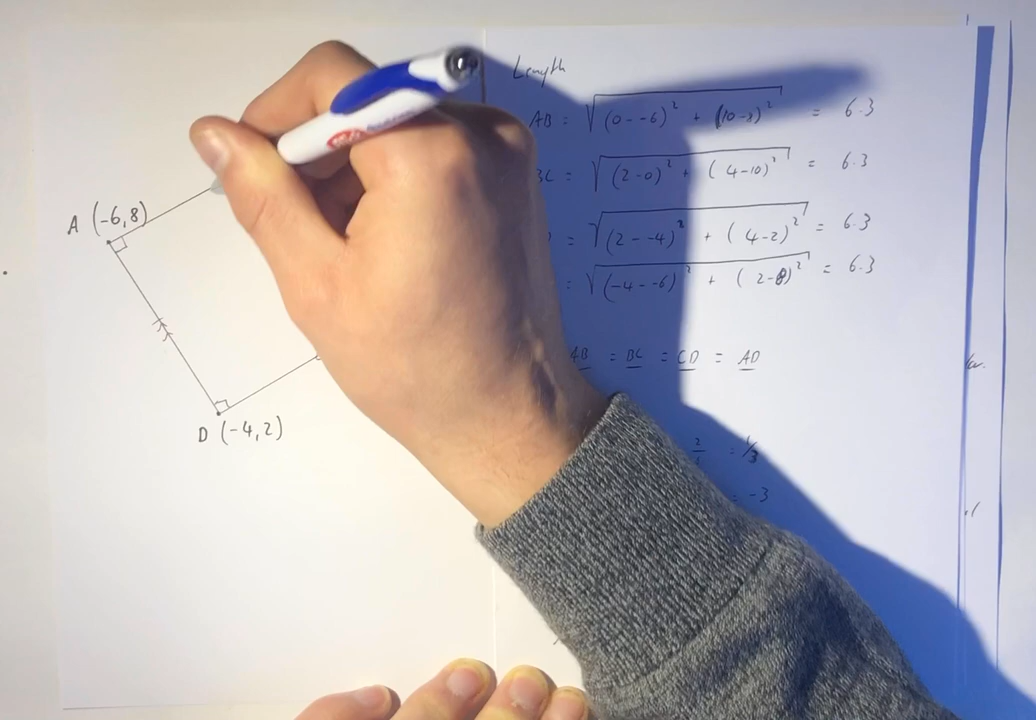 Length
AB = √(0--6)² + (10-8)² = 6.3
BC = √(2-0)² + (4-10)² = 6.3
= √(2--4)² + (4-2)² = 6.3
= √(-4--6)² + (2-8)² = 6.3
AB = BC = CD = AD
= 1/3
= -3
A (-6,8)
D (-4,2)